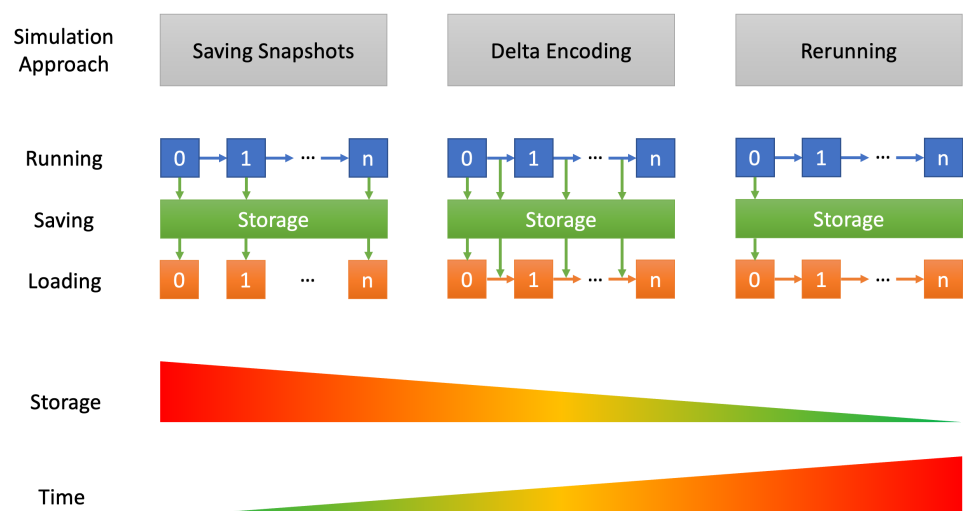 Simulation
Approach
Saving Snapshots
Delta Encoding
Rerunning
Running
0 1 ... n
0 1 ... n
0 1 ... n
Saving
Storage
Storage
Storage
Loading
0 1 ... n
0 1 ... n
0 1 ... n
Storage
Time